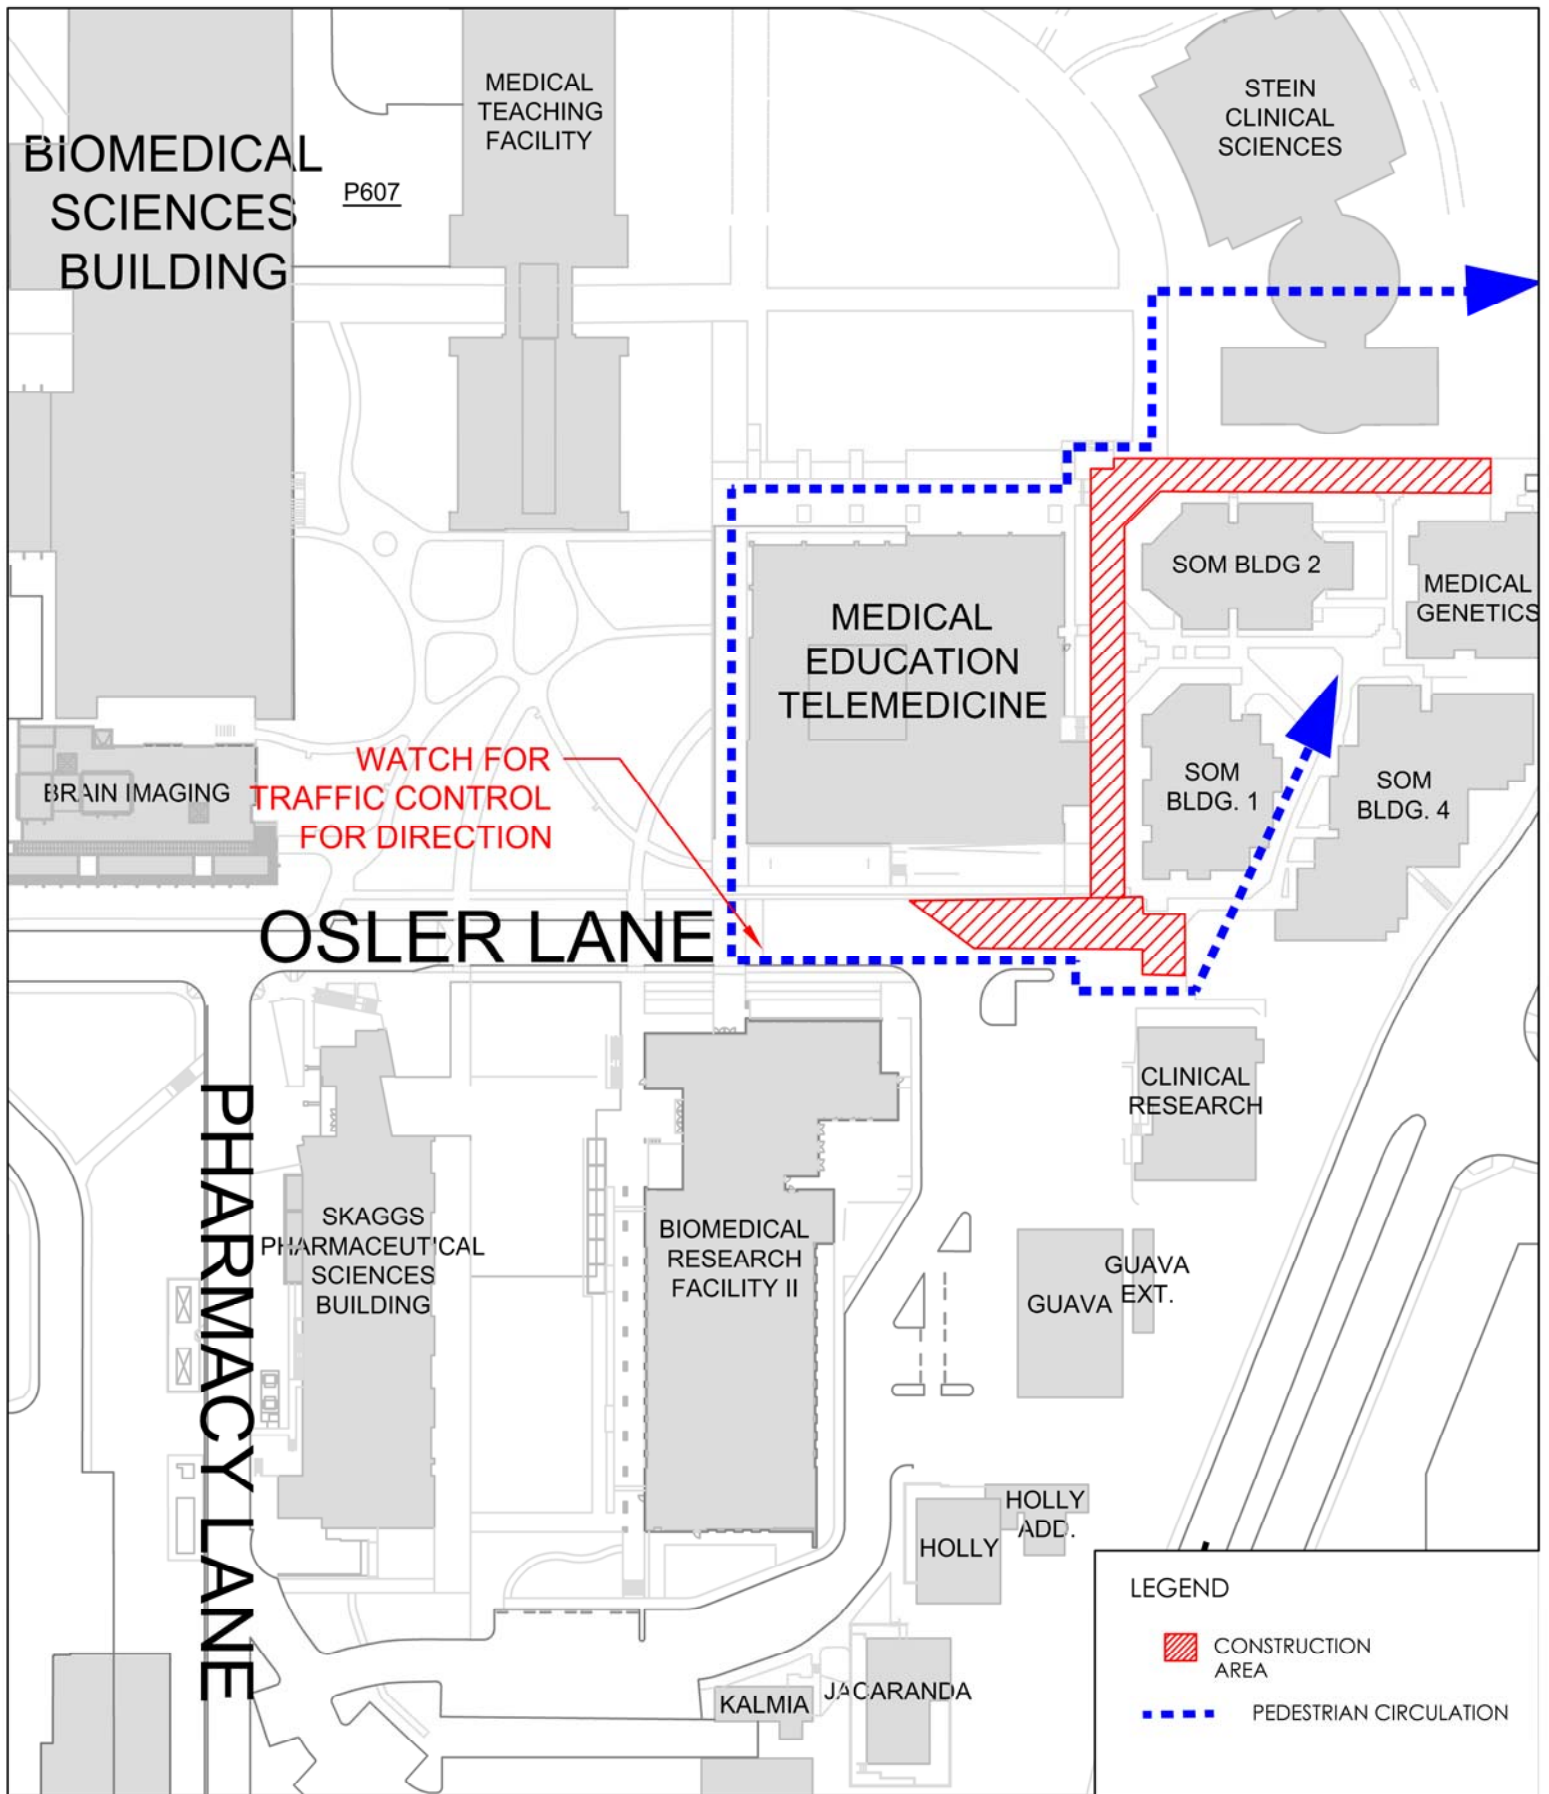 MEDICAL
TEACHING
FACILITY
STEIN
CLINICAL
SCIENCES
BIOMEDICAL
SCIENCES
BUILDING
P607
SOM BLDG 2
MEDICAL
GENETICS
MEDICAL
EDUCATION
TELEMEDICINE
WATCH FOR
TRAFFIC CONTROL
FOR DIRECTION
BRAIN IMAGING
SOM
BLDG. 1
SOM
BLDG. 4
OSLER LANE
CLINICAL
RESEARCH
PHARMACY LANE
SKAGGS
PHARMACEUTICAL
SCIENCES
BUILDING
BIOMEDICAL
RESEARCH
FACILITY II
GUAVA
GUAVA
EXT.
HOLLY
ADD.
HOLLY
KALMIA
JACARANDA
LEGEND
CONSTRUCTION
AREA
PEDESTRIAN CIRCULATION